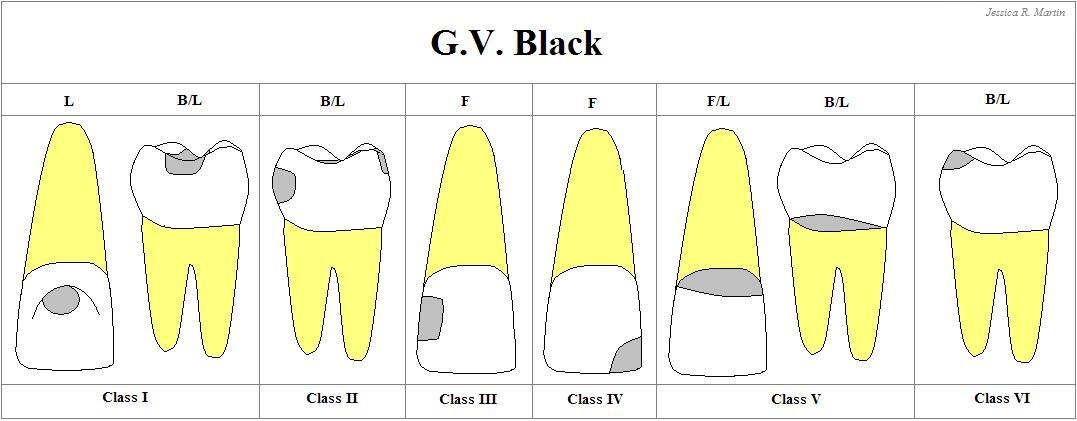 Jessica R. Martin
G.V. Black
L B/L B/L F F F/L B/L B/L
Class I Class II Class III Class IV Class V Class VI